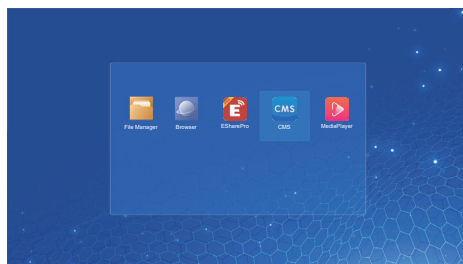 E
CMS
File Manager
Browser
ESharePro
CMS
MediaPlayer